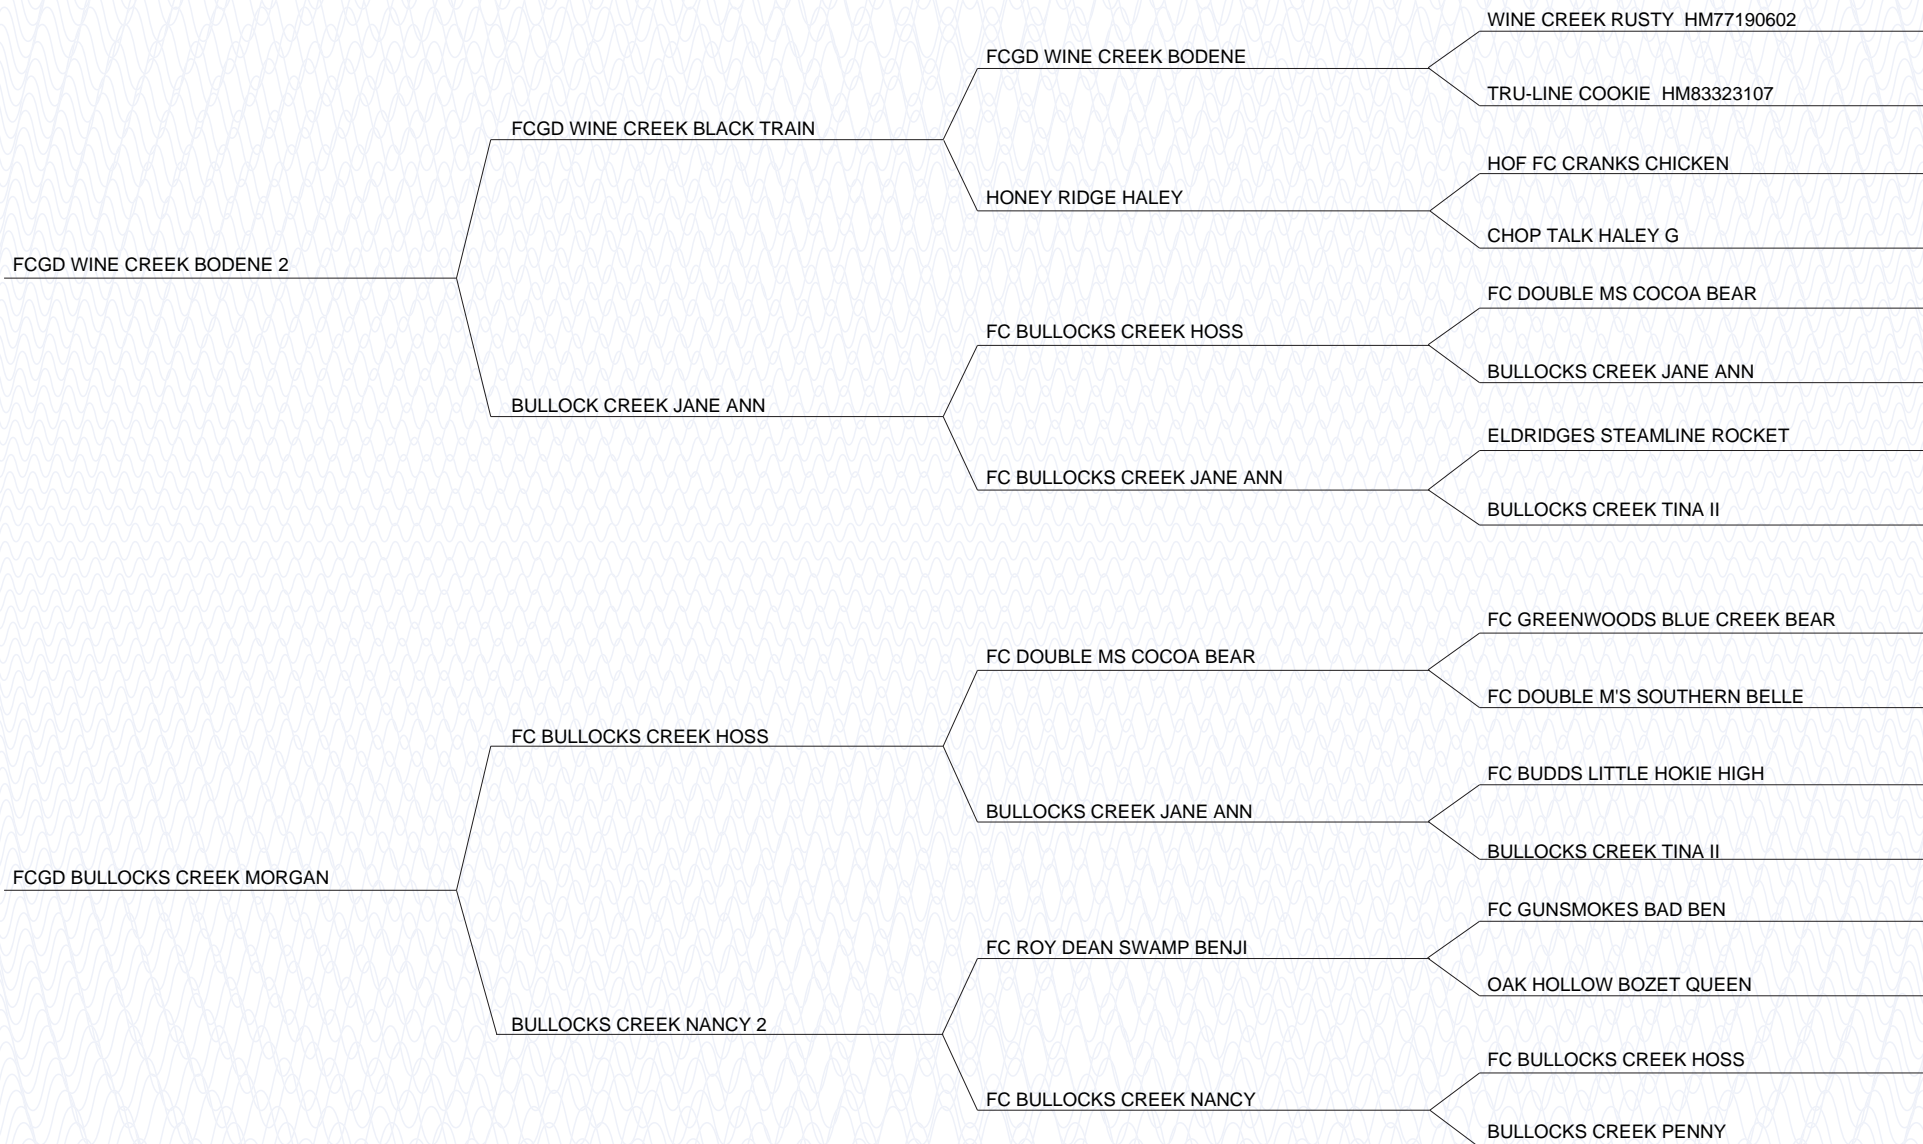 WINE CREEK RUSTY  HM77190602
FCGD WINE CREEK BODENE
TRU-LINE COOKIE  HM83323107
FCGD WINE CREEK BLACK TRAIN
HOF FC CRANKS CHICKEN
HONEY RIDGE HALEY
CHOP TALK HALEY G
FCGD WINE CREEK BODENE 2
FC DOUBLE MS COCOA BEAR
FC BULLOCKS CREEK HOSS
BULLOCKS CREEK JANE ANN
BULLOCK CREEK JANE ANN
ELDRIDGES STEAMLINE ROCKET
FC BULLOCKS CREEK JANE ANN
BULLOCKS CREEK TINA II
FC GREENWOODS BLUE CREEK BEAR
FC DOUBLE MS COCOA BEAR
FC DOUBLE M'S SOUTHERN BELLE
FC BULLOCKS CREEK HOSS
FC BUDDS LITTLE HOKIE HIGH
BULLOCKS CREEK JANE ANN
BULLOCKS CREEK TINA II
FCGD BULLOCKS CREEK MORGAN
FC GUNSMOKES BAD BEN
FC ROY DEAN SWAMP BENJI
OAK HOLLOW BOZET QUEEN
BULLOCKS CREEK NANCY 2
FC BULLOCKS CREEK HOSS
FC BULLOCKS CREEK NANCY
BULLOCKS CREEK PENNY